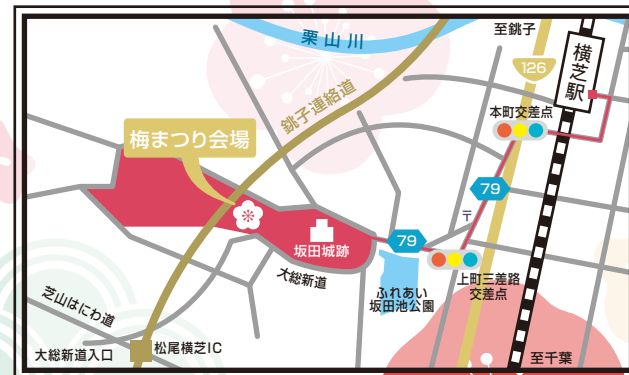 栗山川
至銚子
横芝駅
126
銚子連絡道
本町交差点
梅まつり会場
79
〒
坂田城跡
79
大総新道
ふれあい
坂田池公園
上町三差路
交差点
芝山はにわ道
大総新道入口
松尾横芝IC
至千葉